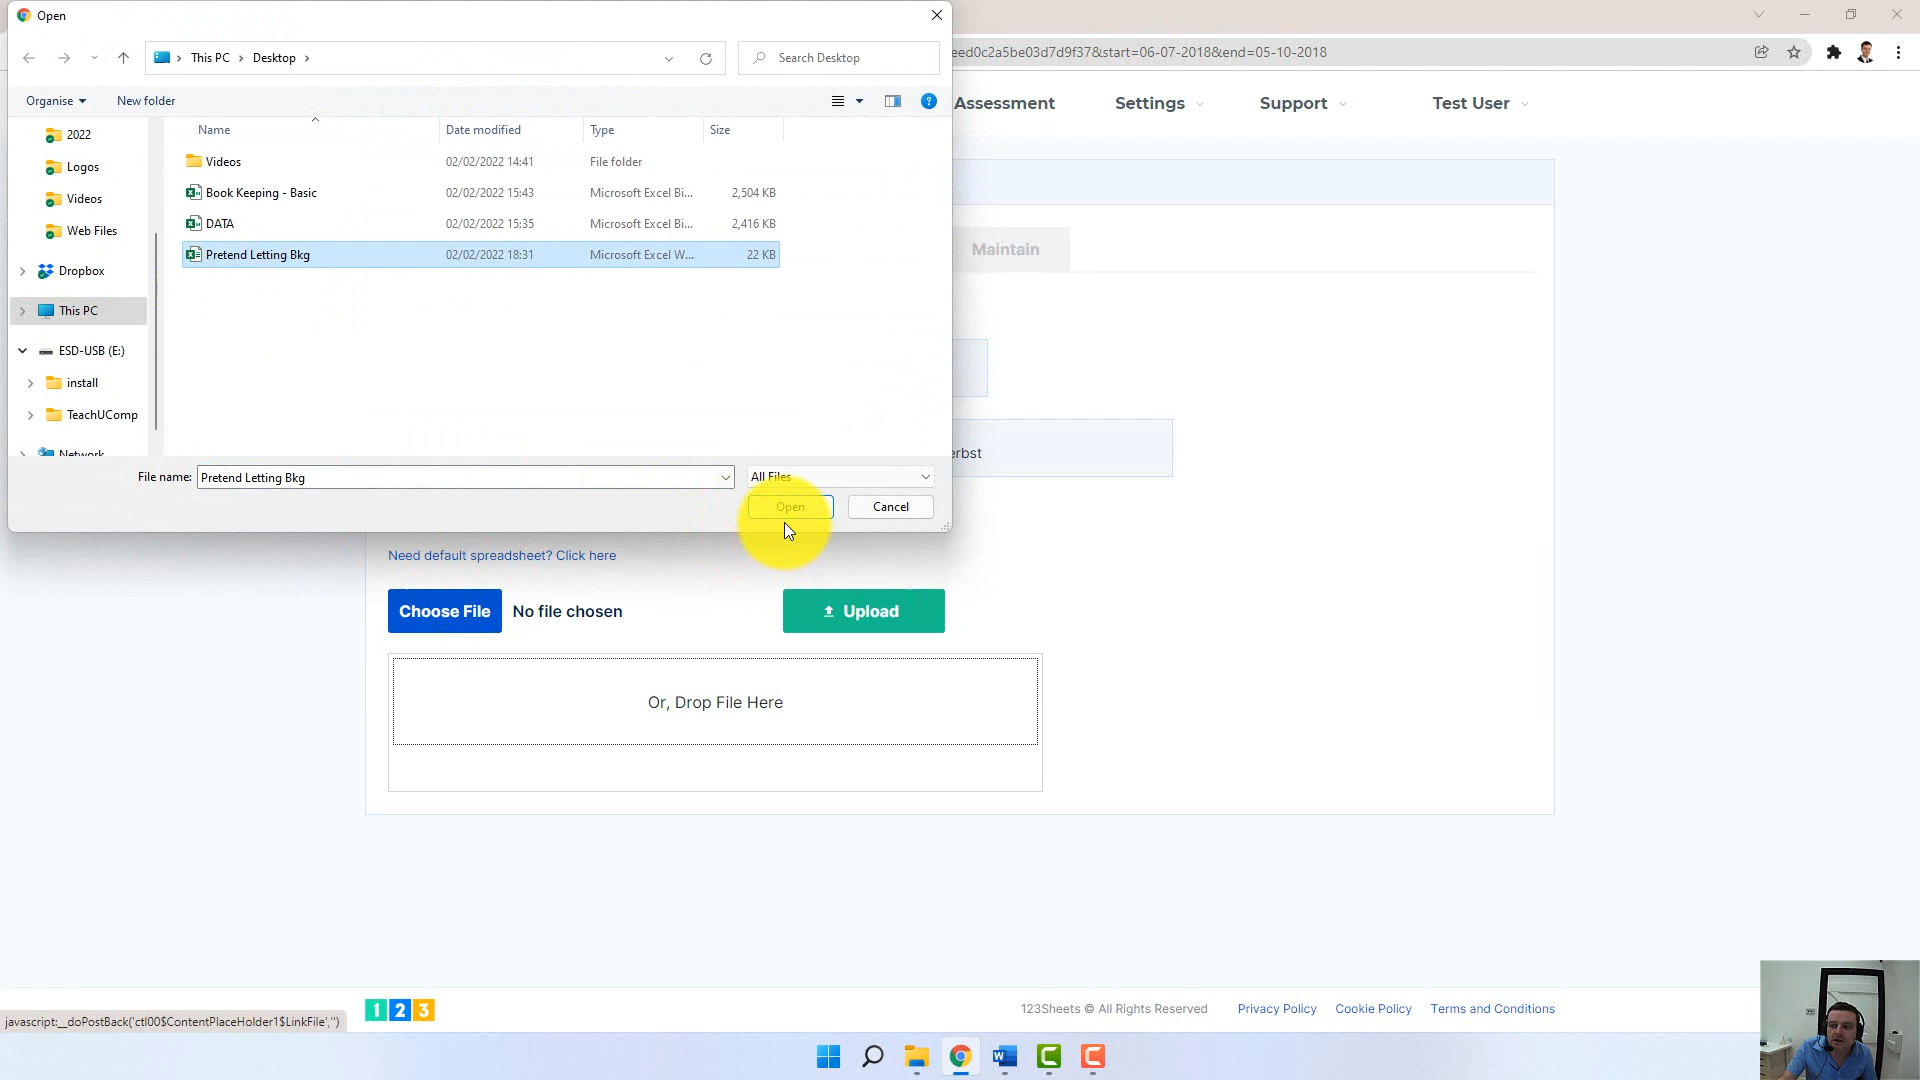 Open
This PC > Desktop >
Search Desktop
eed0c2a5be03d7d9f37&start=06-07-2018&end=05-10-2018
Organise
New folder
?
Assessment
Settings
Support
Test User
Name
Date modified
Type
Size
2022
Logos
Videos
Web Files
Dropbox
This PC
ESD-USB (E:)
install
TeachUComp
Network
Videos 02/02/2022 14:41 File folder
Book Keeping - Basic 02/02/2022 15:43 Microsoft Excel Bi... 2,504 KB
DATA 02/02/2022 15:35 Microsoft Excel Bi... 2,416 KB
Pretend Letting Bkg 02/02/2022 18:31 Microsoft Excel W... 22 KB
Maintain
erbst
File name: Pretend Letting Bkg
All Files
Open
Cancel
Need default spreadsheet? Click here
Choose File
No file chosen
Upload
Or, Drop File Here
123
123Sheets © All Rights Reserved
Privacy Policy
Cookie Policy
Terms and Conditions
javascript:__doPostBack('ctl00$ContentPlaceHolder1$LinkFile','')